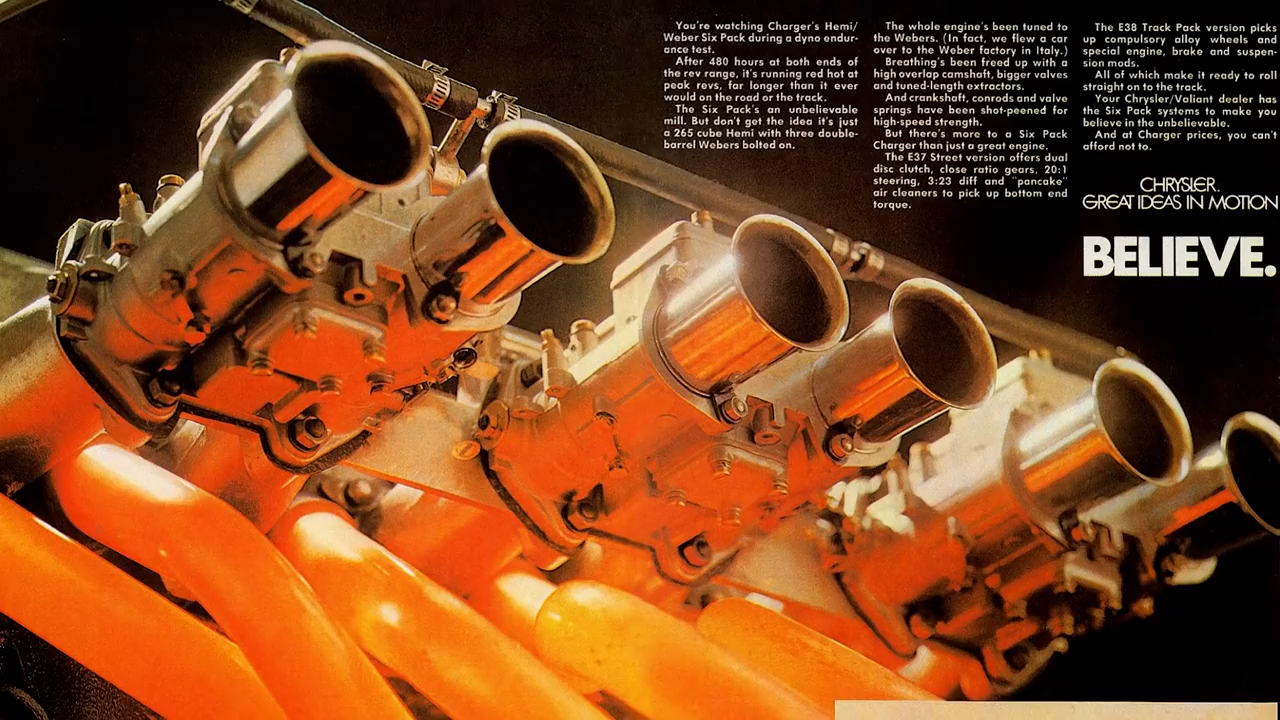 You're watching Charger's Hemi/
Weber Six Pack during a dyno endur-
ance test.
After 480 hours at both ends of
the rev range, it's running red hot at
peak revs, far longer than it ever
would on the road or the track.
The Six Pack's an unbelievable
mill. But don't get the idea it's just
a 265 cube Hemi with three double-
barrel Webers bolted on.
The whole engine's been tuned to
the Webers. (In fact, we flew a car
over to the Weber factory in Italy.)
Breathing's been freed up with a
high overlap camshaft, bigger valves
and tuned-length extractors.
And crankshaft, conrods and valve
springs have been shot-peened for
high-speed strength.
But there's more to a Six Pack
Charger than just a great engine.
The E37 Street version offers dual
disc clutch, close ratio gears, 20:1
steering, 3:23 diff and "pancake"
air cleaners to pick up bottom end
torque.
The E38 Track Pack version picks
up compulsory alloy wheels and
special engine, brake and suspen-
sion mods.
All of which make it ready to roll
straight on to the track.
Your Chrysler/Valiant dealer has
the Six Pack systems to make you
believe in the unbelievable.
And at Charger prices, you can't
afford not to.
CHRYSLER.
GREAT IDEAS IN MOTION
BELIEVE.